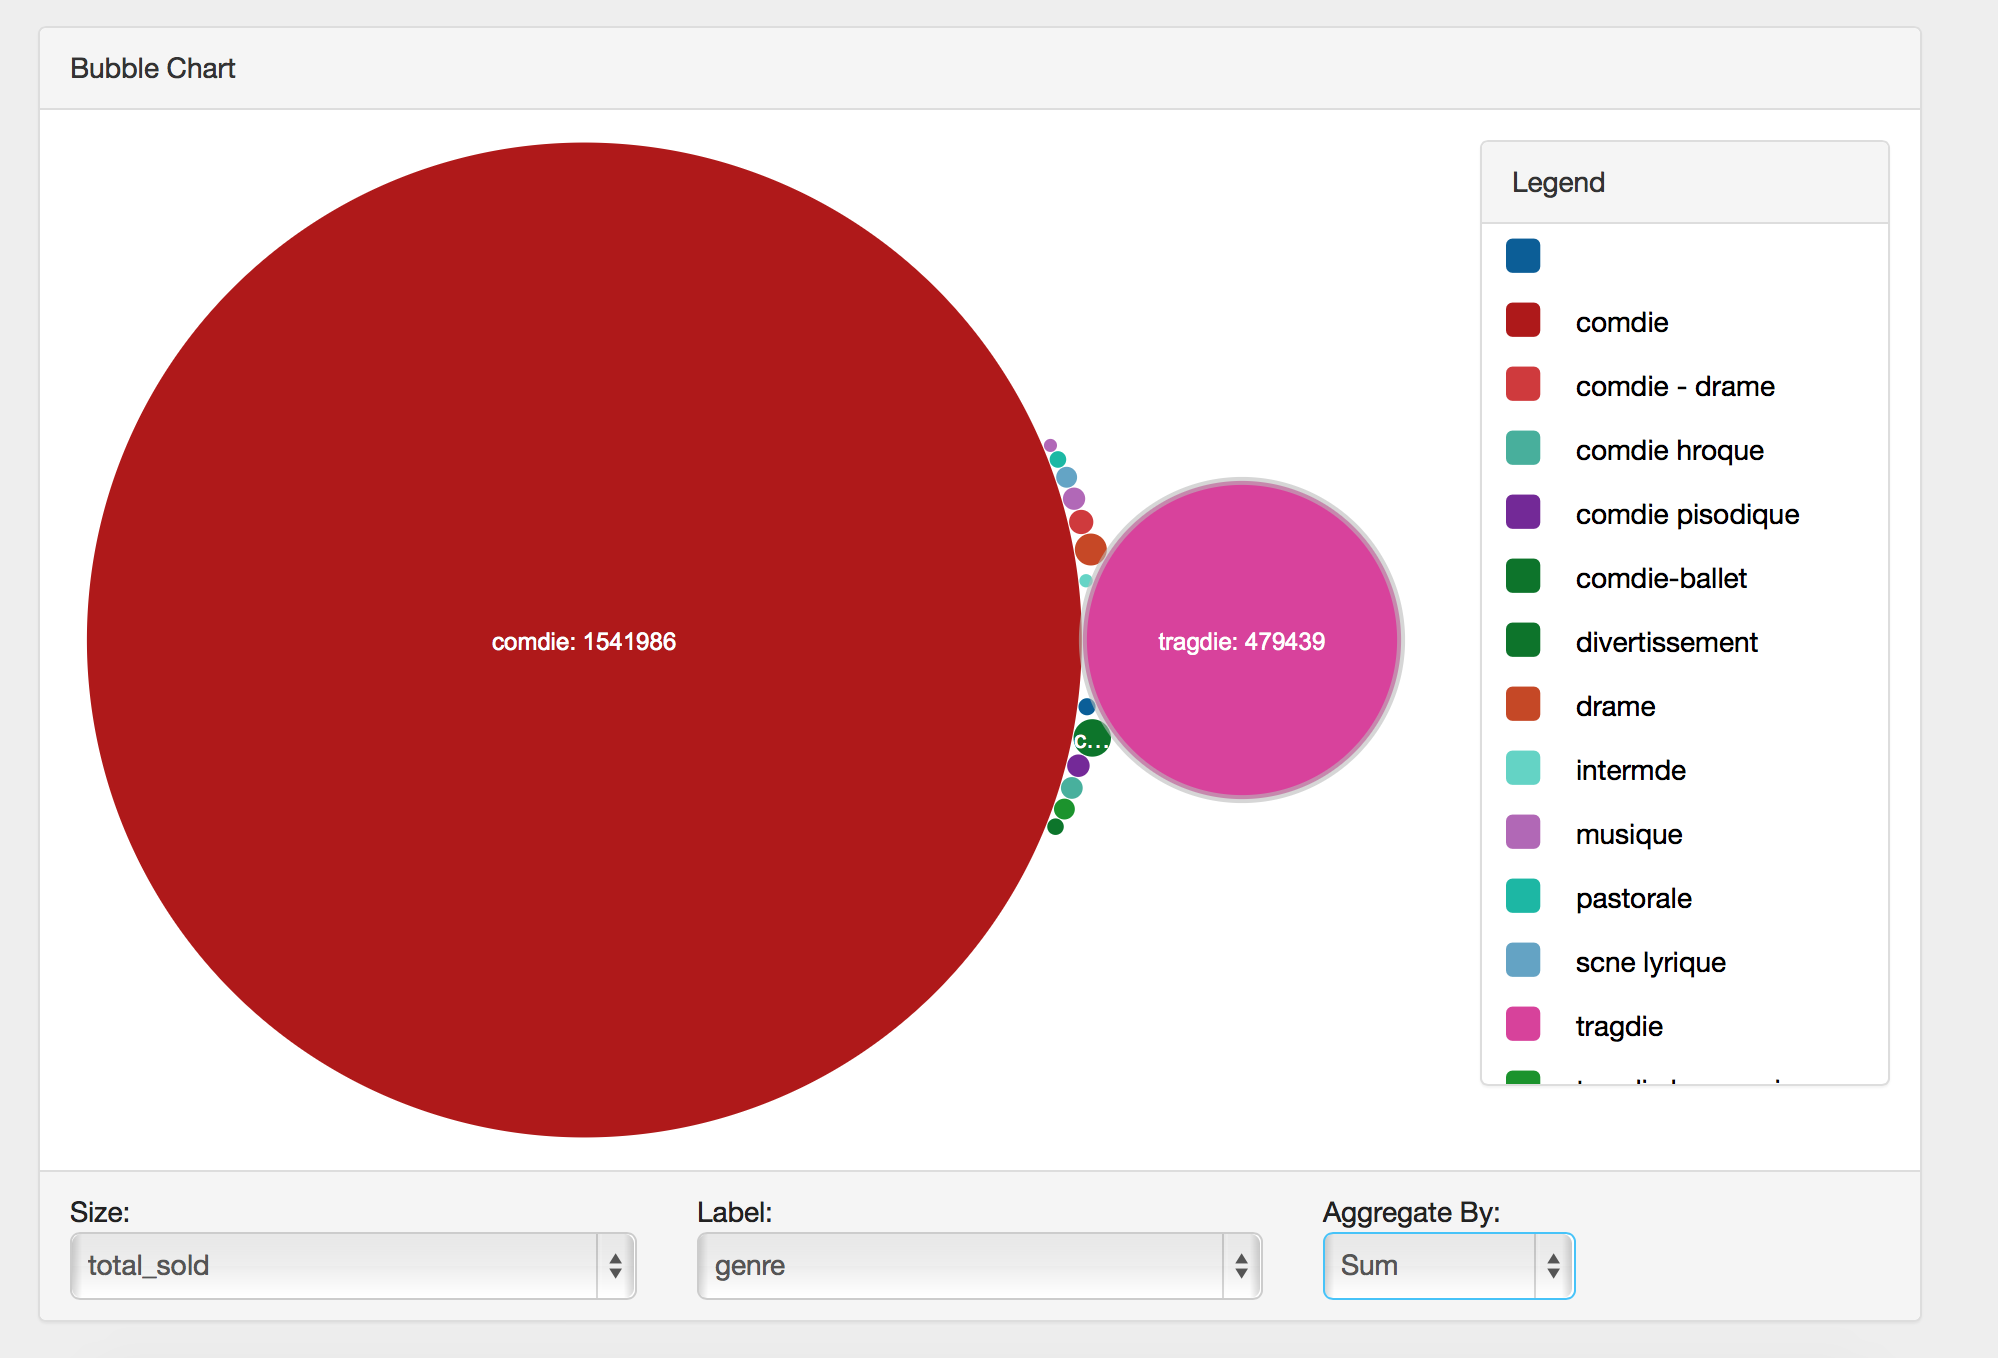 Bubble Chart
comdie: 1541986
tragdie: 479439
c...
Legend
comdie
comdie - drame
comdie hroque
comdie pisodique
comdie-ballet
divertissement
drame
intermde
musique
pastorale
scne lyrique
tragdie
Size:
total_sold
Label:
genre
Aggregate By:
Sum